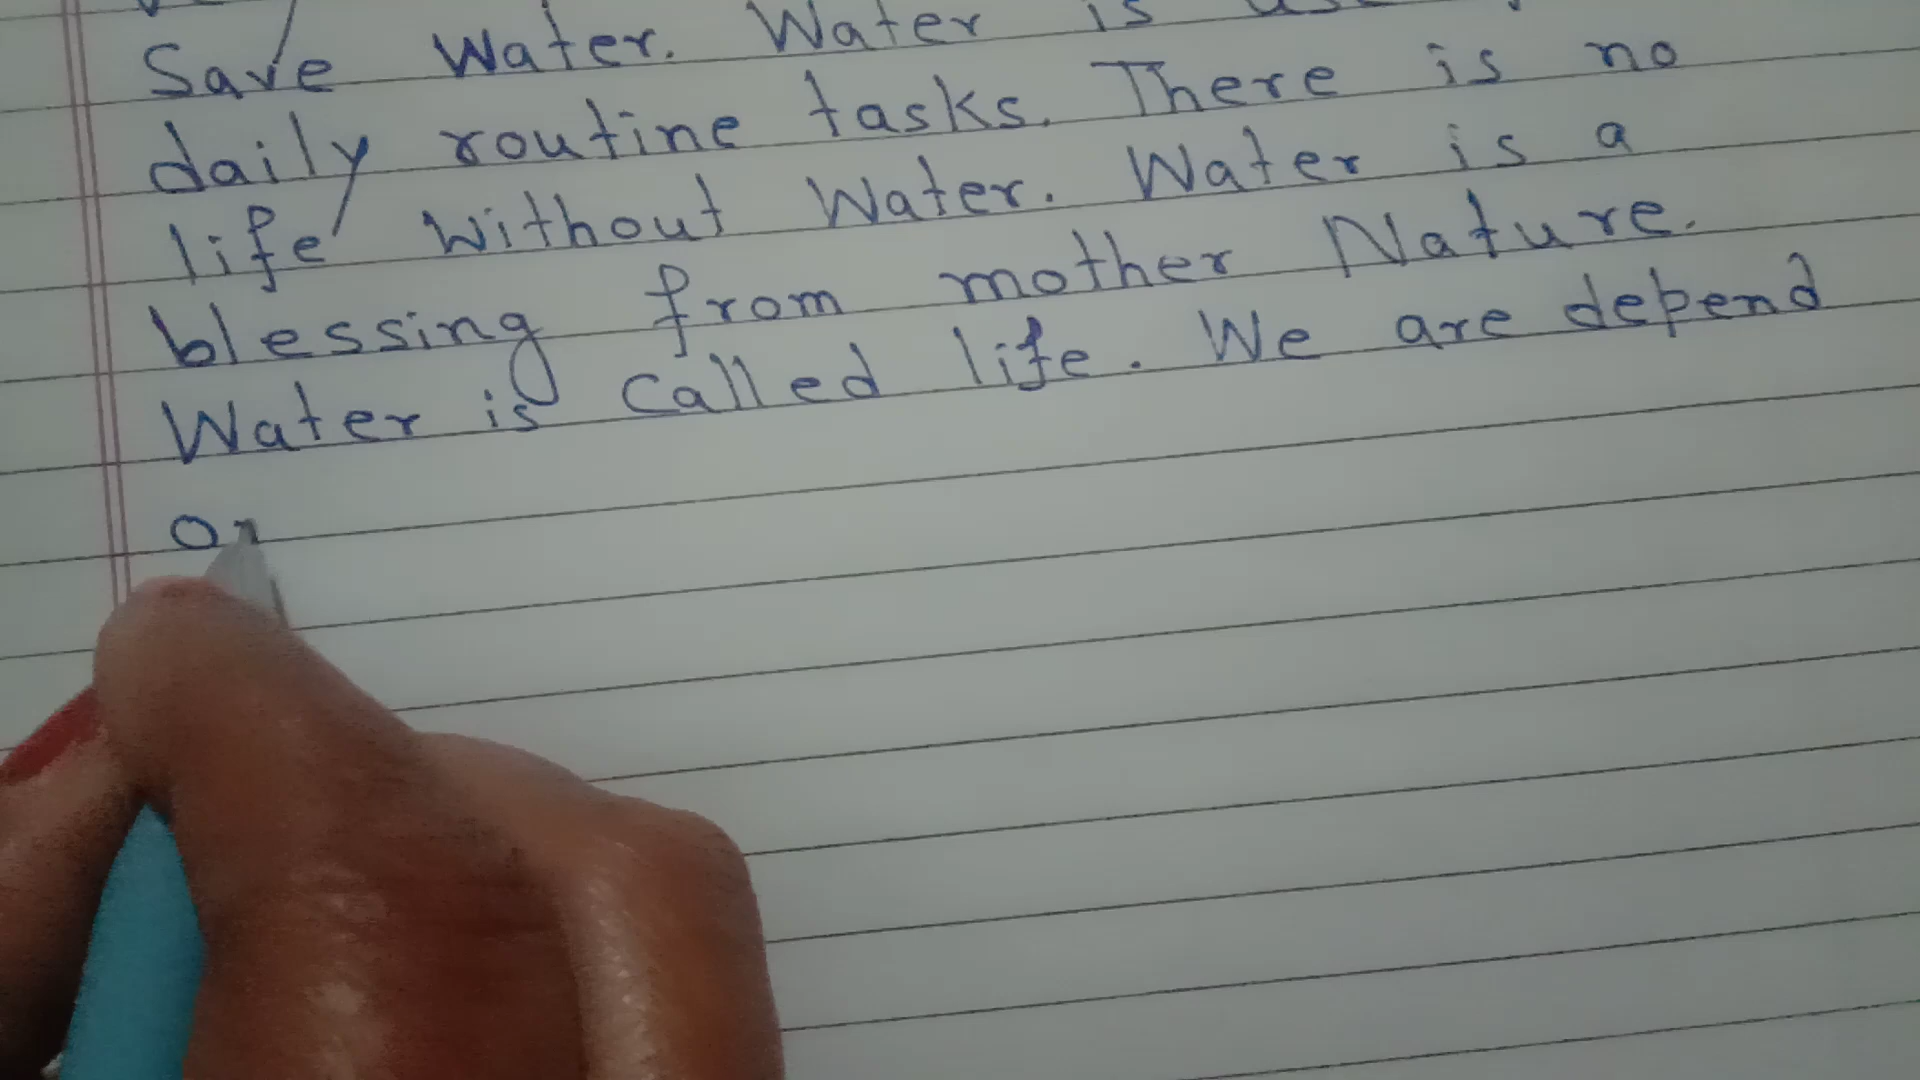 Save Water. Water is
daily routine tasks. There is no
life without Water. Water is a
blessing from mother Nature.
Water is called life. We are depend
on